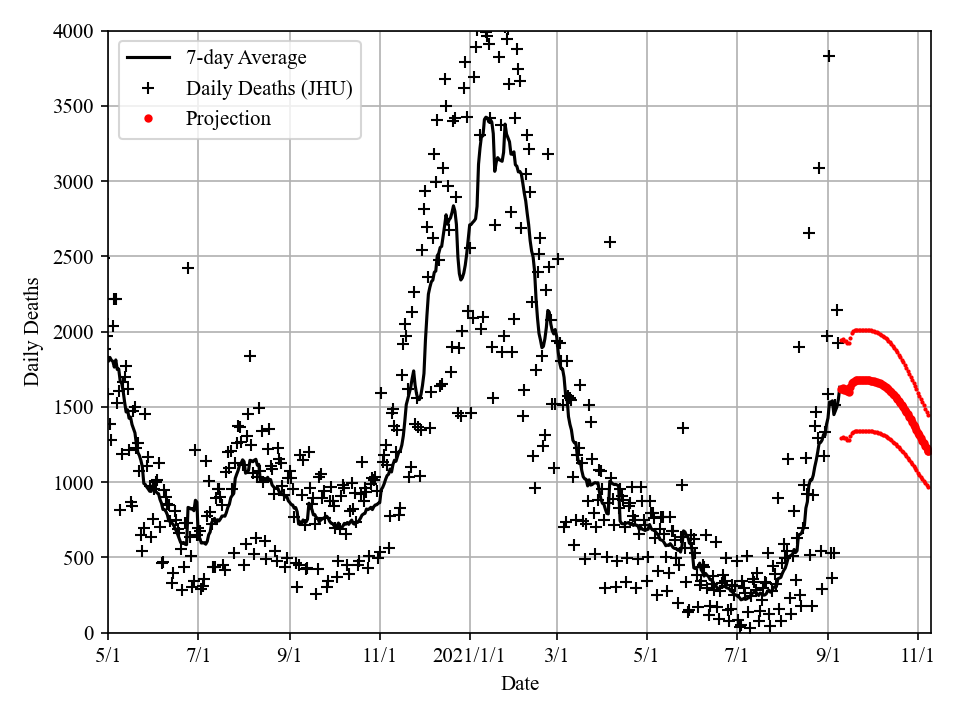 4000
3500
3000
2500
2000
1500
1000
500
0
Daily Deaths
7-day Average
Daily Deaths (JHU)
Projection
5/1 7/1 9/1 11/1 2021/1/1 3/1 5/1 7/1 9/1 11/1
Date